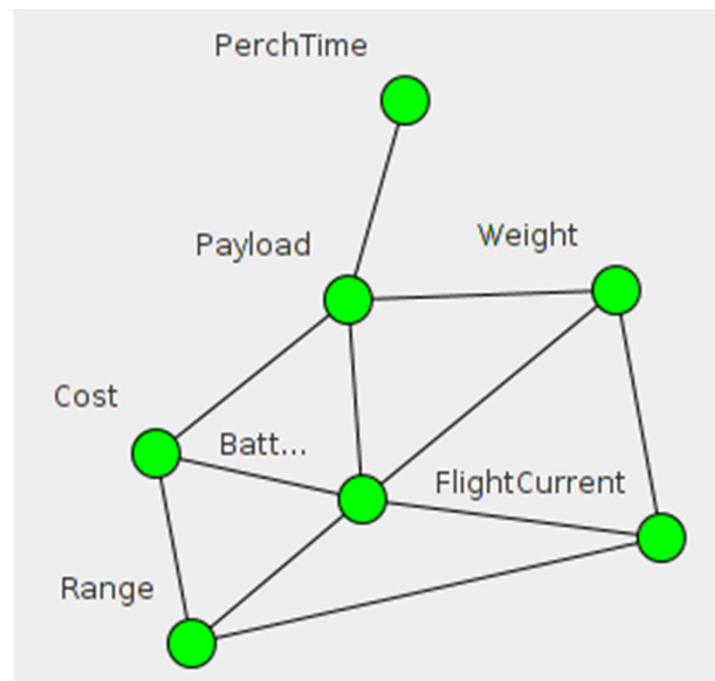 PerchTime
Payload
Weight
Cost
Batt...
FlightCurrent
Range